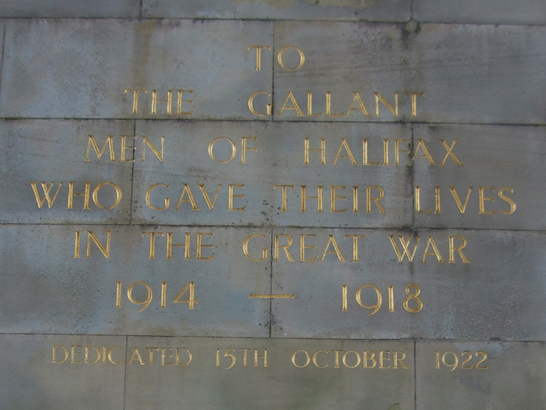 TO
THE GALLANT
MEN OF HALIFAX
WHO GAVE THEIR LIVES
IN THE GREAT WAR
1914 — 1918
DEDICATED 15TH OCTOBER 1922